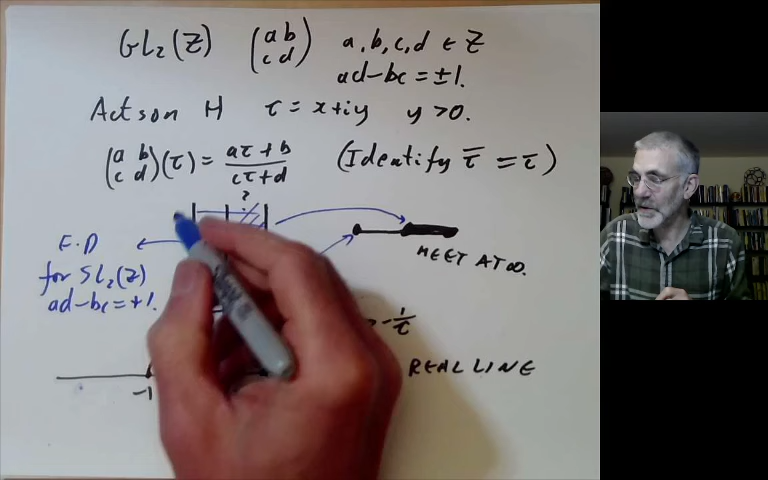 GL₂(Z) (a b c d) a,b,c,d ∈ Z
ad-bc = ±1.
Acts on H τ = x+iy y>0.
(a b c d)(τ) = aτ+b / cτ+d (Identify τ̄ = τ)
?
F.D
for SL₂(Z)
ad-bc=+1.
MEET AT ∞.
-1/τ
REAL LINE
-1